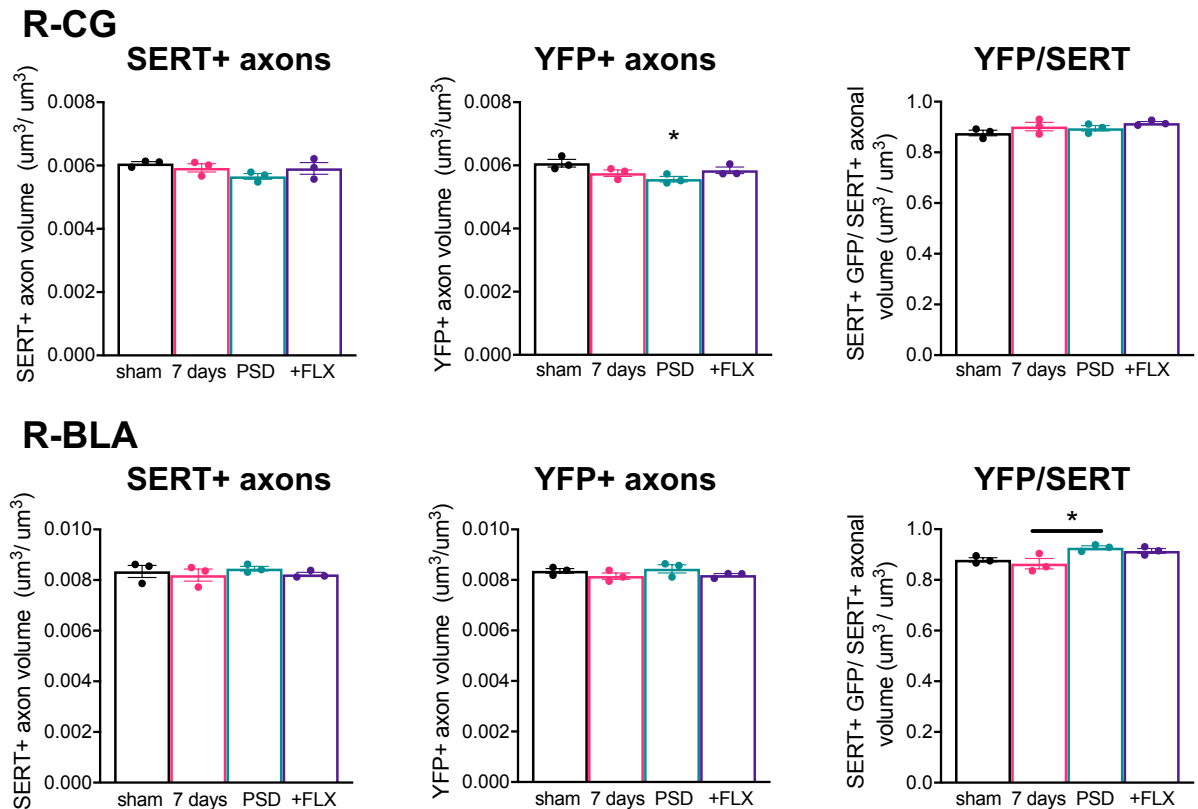 R-CG
SERT+ axons
SERT+ axon volume (um³/ um³)
0.008
0.006
0.004
0.002
0.000
sham 7 days PSD +FLX
YFP+ axons
YFP+ axon volume (um³/um³)
0.008
0.006
0.004
0.002
0.000
*
sham 7 days PSD +FLX
YFP/SERT
SERT+ GFP/ SERT+ axonal
volume (um³ / um³)
1.0
0.8
0.6
0.4
0.2
0.0
sham 7 days PSD +FLX
R-BLA
SERT+ axons
SERT+ axon volume (um³/ um³)
0.010
0.008
0.006
0.004
0.002
0.000
sham 7 days PSD +FLX
YFP+ axons
YFP+ axon volume (um³/um³)
0.010
0.008
0.006
0.004
0.002
0.000
sham 7 days PSD +FLX
YFP/SERT
SERT+ GFP/ SERT+ axonal
volume (um³ / um³)
1.0
0.8
0.6
0.4
0.2
0.0
*
sham 7 days PSD +FLX